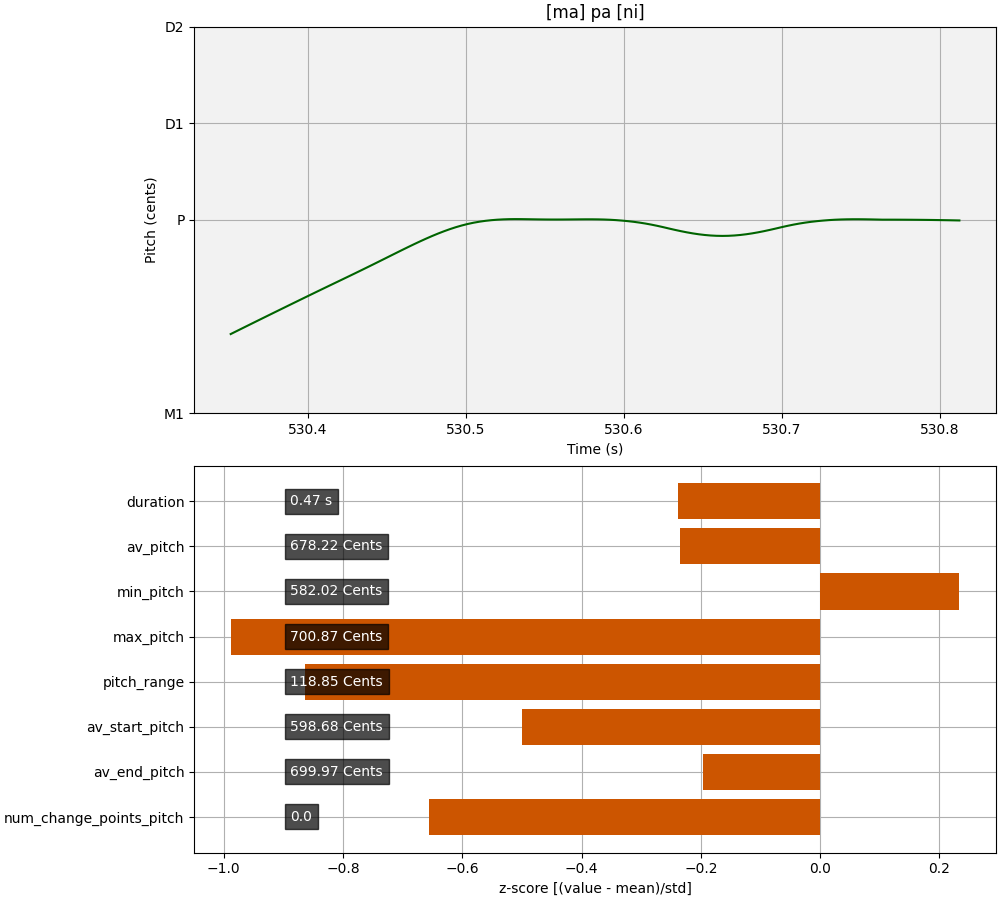 [ma] pa [ni]
D2
D1
P
M1
Pitch (cents)
530.4 530.5 530.6 530.7 530.8
Time (s)
duration 0.47 s
av_pitch 678.22 Cents
min_pitch 582.02 Cents
max_pitch 700.87 Cents
pitch_range 118.85 Cents
av_start_pitch 598.68 Cents
av_end_pitch 699.97 Cents
num_change_points_pitch 0.0
−1.0 −0.8 −0.6 −0.4 −0.2 0.0 0.2
z-score [(value - mean)/std]